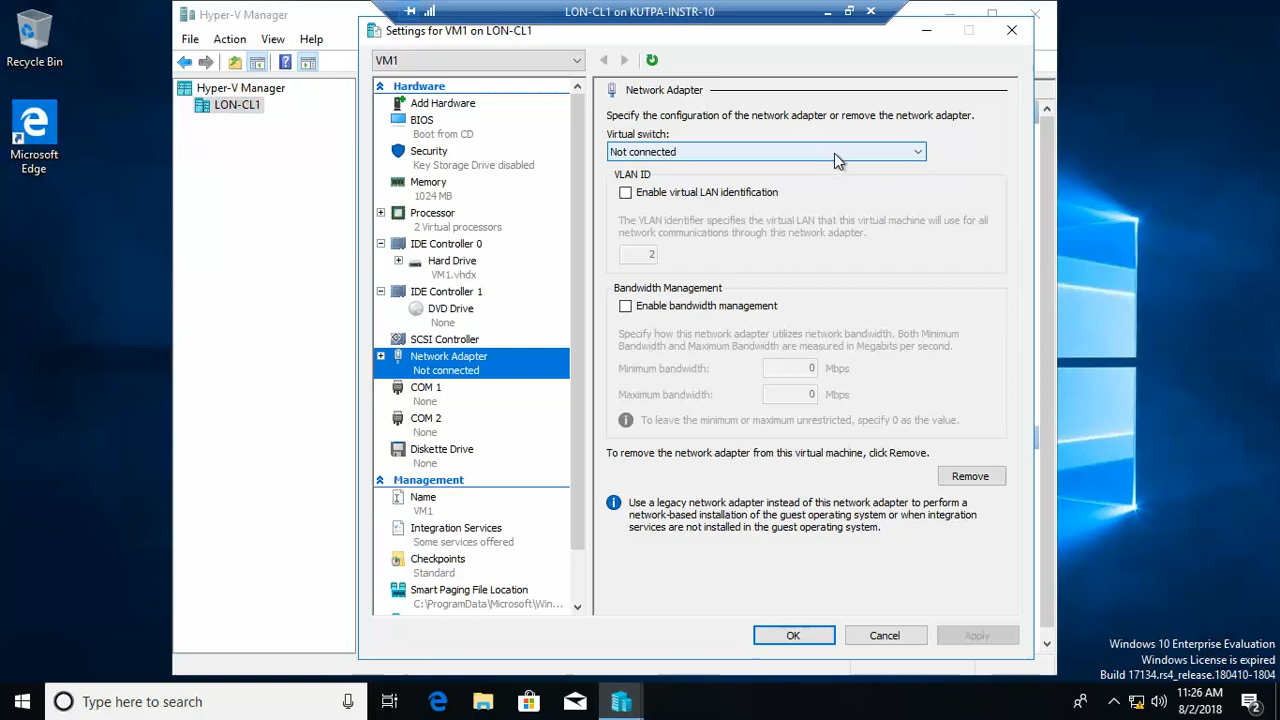 LON-CL1 on KUTPA-INSTR-10
Recycle Bin
Microsoft
Edge
Hyper-V Manager
File Action View Help
Hyper-V Manager
LON-CL1
Settings for VM1 on LON-CL1
VM1
Hardware
Add Hardware
BIOS
Boot from CD
Security
Key Storage Drive disabled
Memory
1024 MB
Processor
2 Virtual processors
IDE Controller 0
Hard Drive
VM1.vhdx
IDE Controller 1
DVD Drive
None
SCSI Controller
Network Adapter
Not connected
COM 1
None
COM 2
None
Diskette Drive
None
Management
Name
VM1
Integration Services
Some services offered
Checkpoints
Standard
Smart Paging File Location
C:\ProgramData\Microsoft\Win...
Network Adapter
Specify the configuration of the network adapter or remove the network adapter.
Virtual switch:
Not connected
VLAN ID
Enable virtual LAN identification
The VLAN identifier specifies the virtual LAN that this virtual machine will use for all
network communications through this network adapter.
2
Bandwidth Management
Enable bandwidth management
Specify how this network adapter utilizes network bandwidth. Both Minimum
Bandwidth and Maximum Bandwidth are measured in Megabits per second.
Minimum bandwidth: 0 Mbps
Maximum bandwidth: 0 Mbps
To leave the minimum or maximum unrestricted, specify 0 as the value.
To remove the network adapter from this virtual machine, click Remove.
Remove
Use a legacy network adapter instead of this network adapter to perform a
network-based installation of the guest operating system or when integration
services are not installed in the guest operating system.
OK Cancel Apply
Windows 10 Enterprise Evaluation
Windows License is expired
Build 17134.rs4_release.180410-1804
Type here to search
11:26 AM
8/2/2018
2